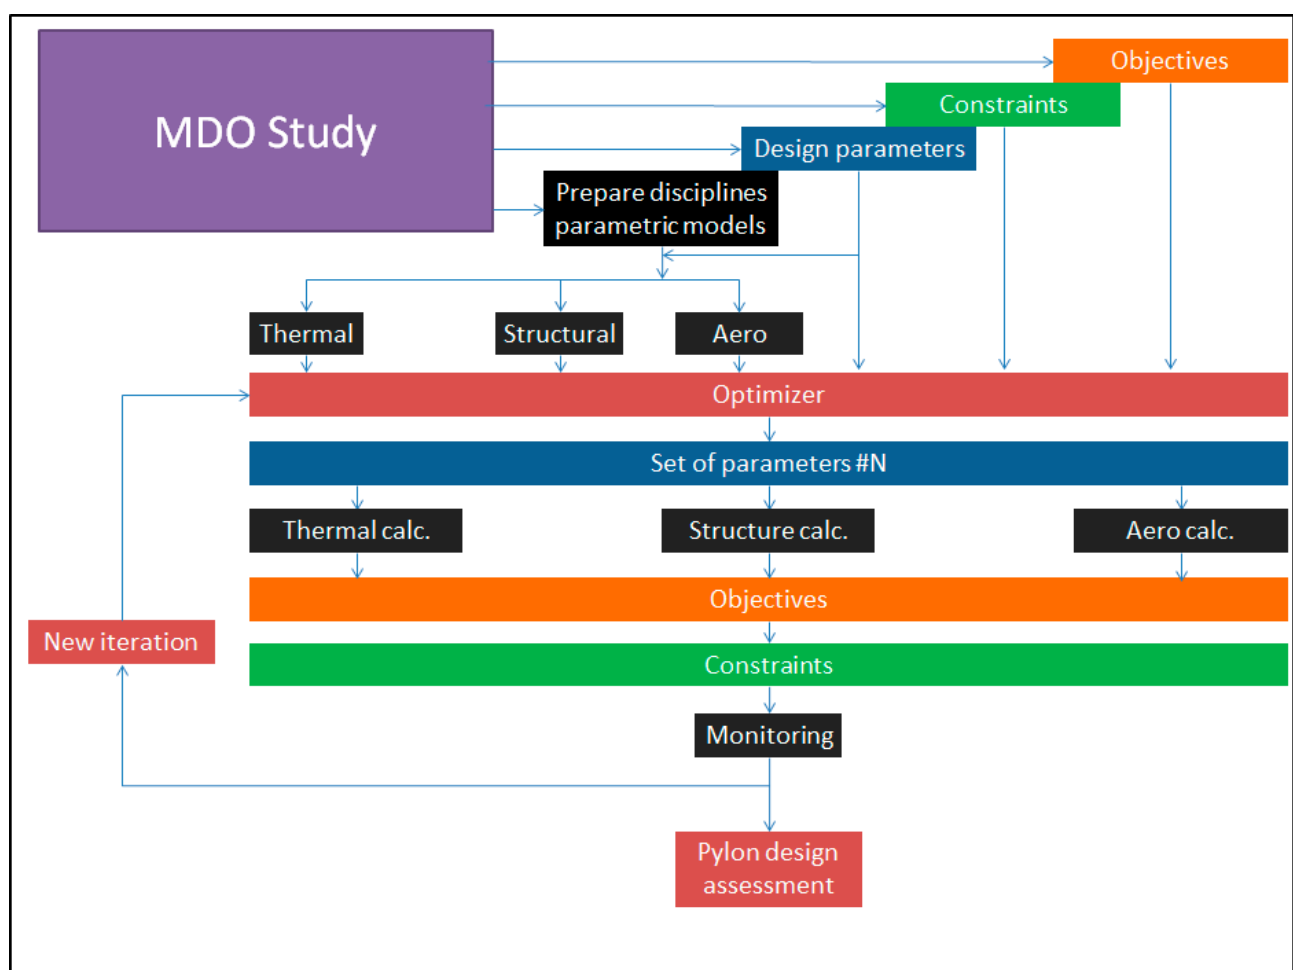 MDO Study
Objectives
Constraints
Design parameters
Prepare disciplines
parametric models
Thermal
Structural
Aero
Optimizer
Set of parameters #N
Thermal calc.
Structure calc.
Aero calc.
Objectives
New iteration
Constraints
Monitoring
Pylon design
assessment